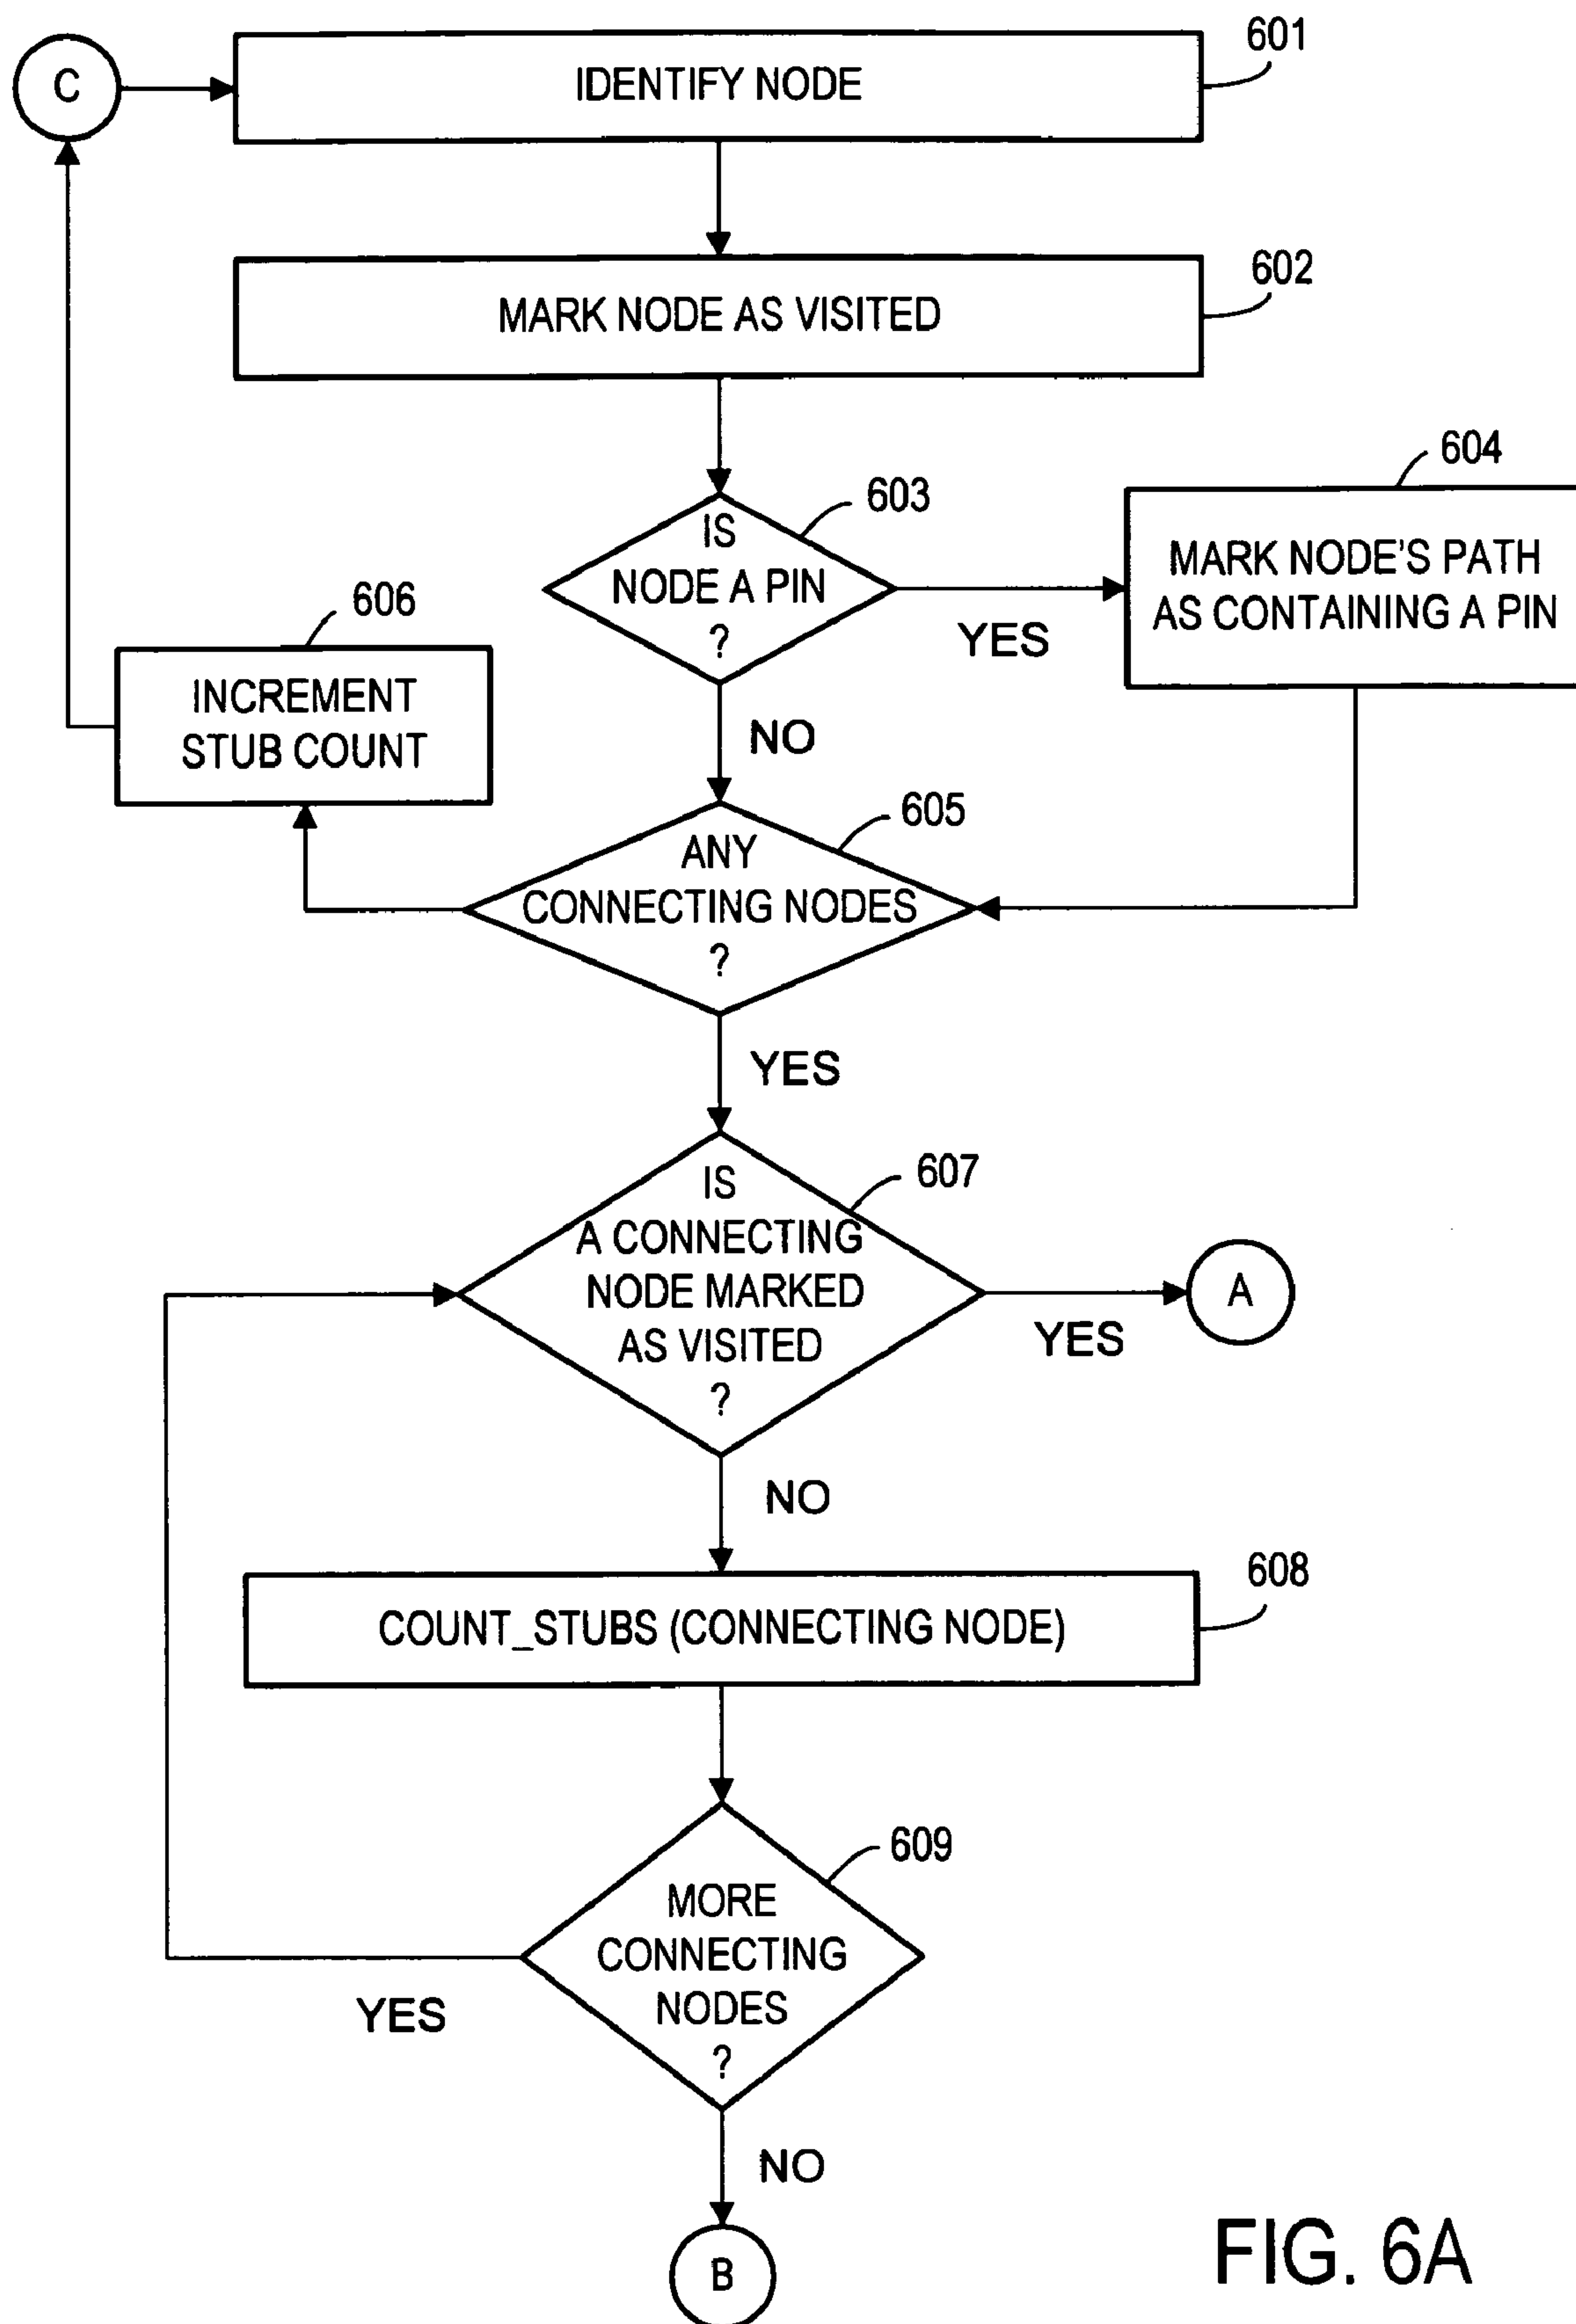 601
C
IDENTIFY NODE
602
MARK NODE AS VISITED
604
603
IS
NODE A PIN
?
YES
MARK NODE'S PATH
AS CONTAINING A PIN
606
INCREMENT
STUB COUNT
NO
605
ANY
CONNECTING NODES
?
YES
607
IS
A CONNECTING
NODE MARKED
AS VISITED
?
YES
A
NO
608
COUNT_STUBS (CONNECTING NODE)
609
MORE
CONNECTING
NODES
?
YES
NO
B
FIG. 6A